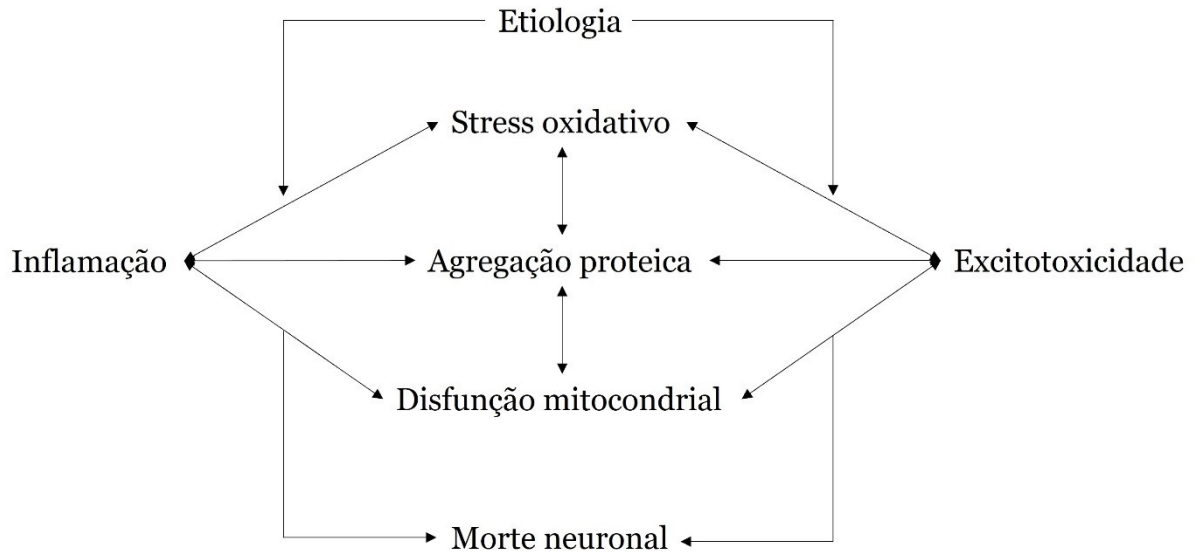 Etiologia
Stress oxidativo
Inflamação
Agregação proteica
Excitotoxicidade
Disfunção mitocondrial
Morte neuronal